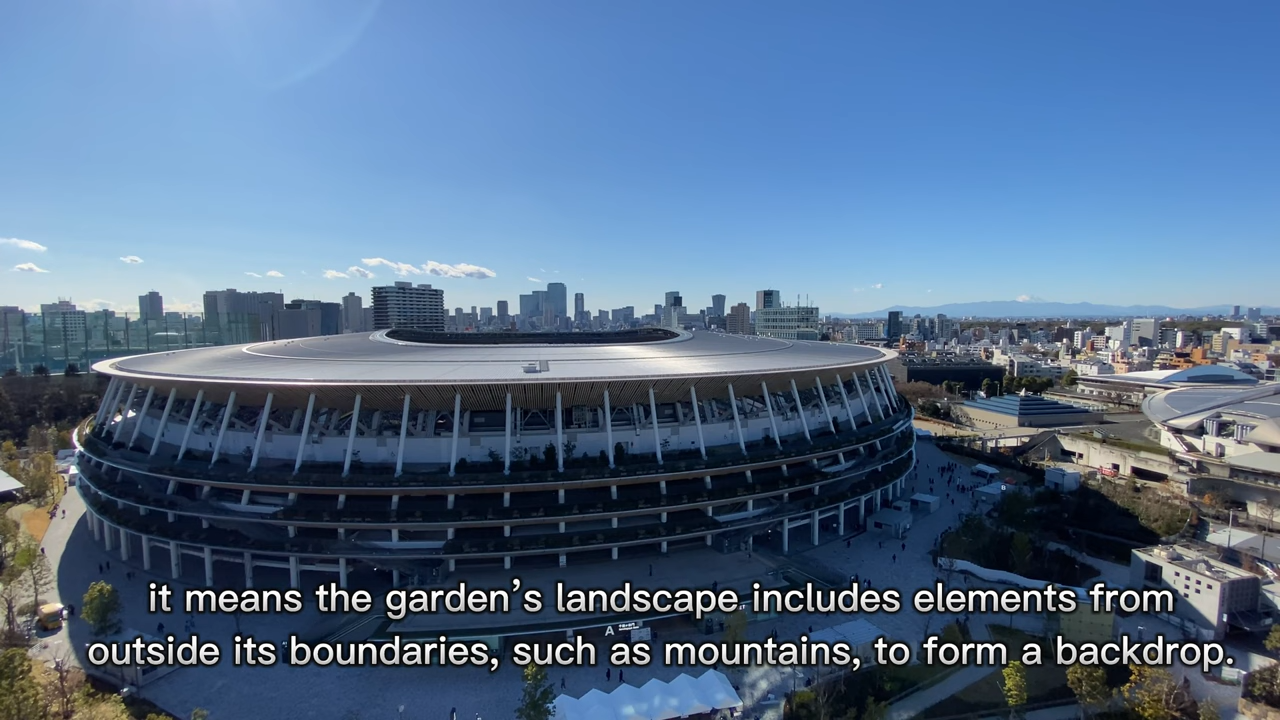 A
it means the garden’s landscape includes elements from
outside its boundaries, such as mountains, to form a backdrop.